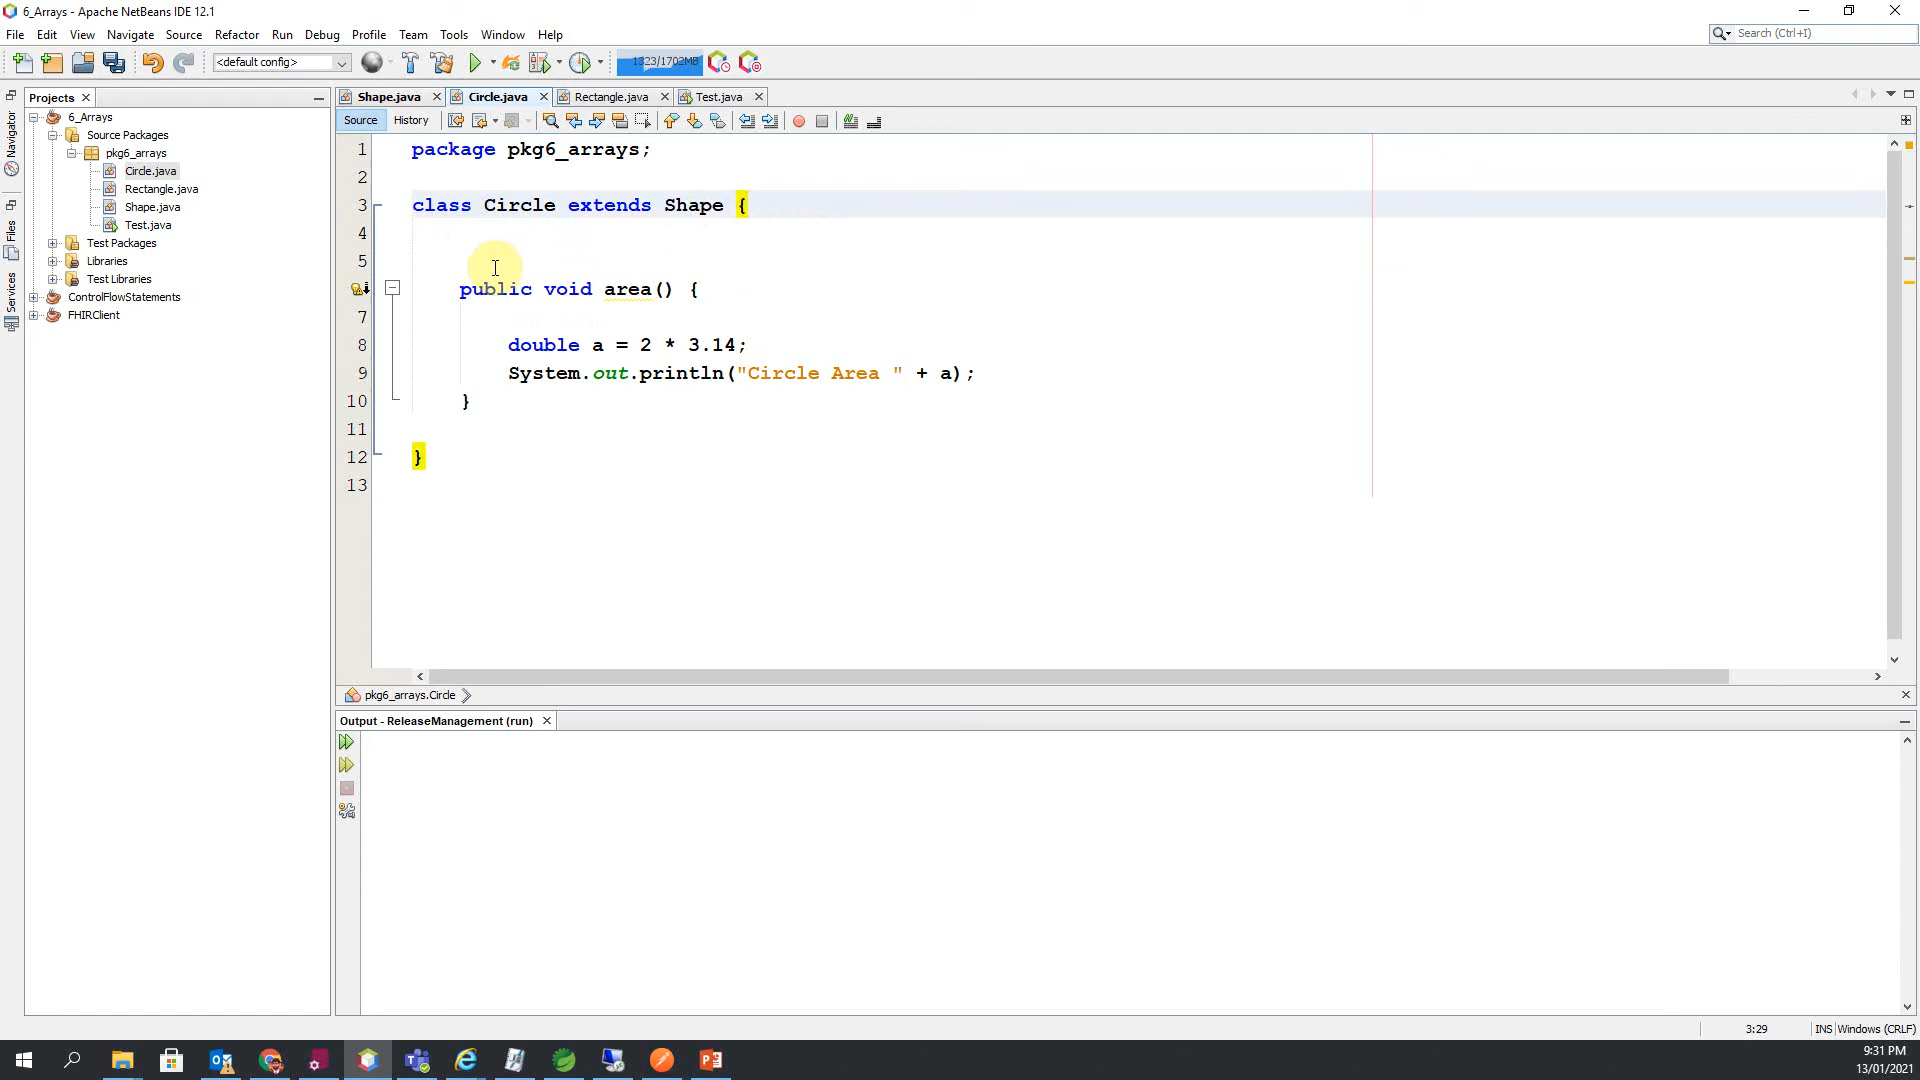 6_Arrays - Apache NetBeans IDE 12.1
File Edit View Navigate Source Refactor Run Debug Profile Team Tools Window Help
Search (Ctrl+I)
<default config>
1323/1702MB
Projects
Shape.java Circle.java Rectangle.java Test.java
Navigator
Files
Services
6_Arrays
Source Packages
pkg6_arrays
Circle.java
Rectangle.java
Shape.java
Test.java
Test Packages
Libraries
Test Libraries
ControlFlowStatements
FHIRClient
Source History
1 package pkg6_arrays;
2
3 class Circle extends Shape {
4
5
public void area() {
7
8 double a = 2 * 3.14;
9 System.out.println("Circle Area " + a);
10 }
11
12 }
13
pkg6_arrays.Circle
Output - ReleaseManagement (run)
3:29 INS Windows (CRLF)
9:31 PM
13/01/2021